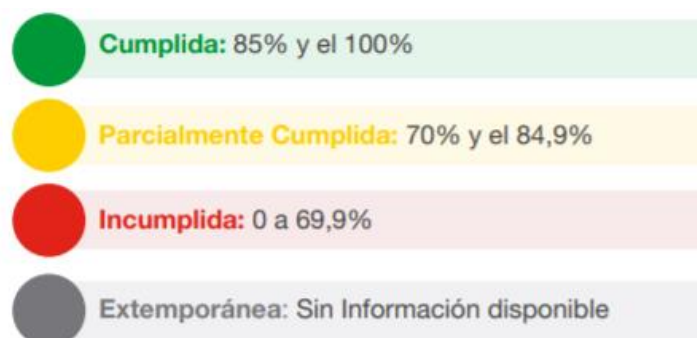 Cumplida: 85% y el 100%
Parcialmente Cumplida: 70% y el 84,9%
Incumplida: 0 a 69,9%
Extemporánea: Sin Información disponible